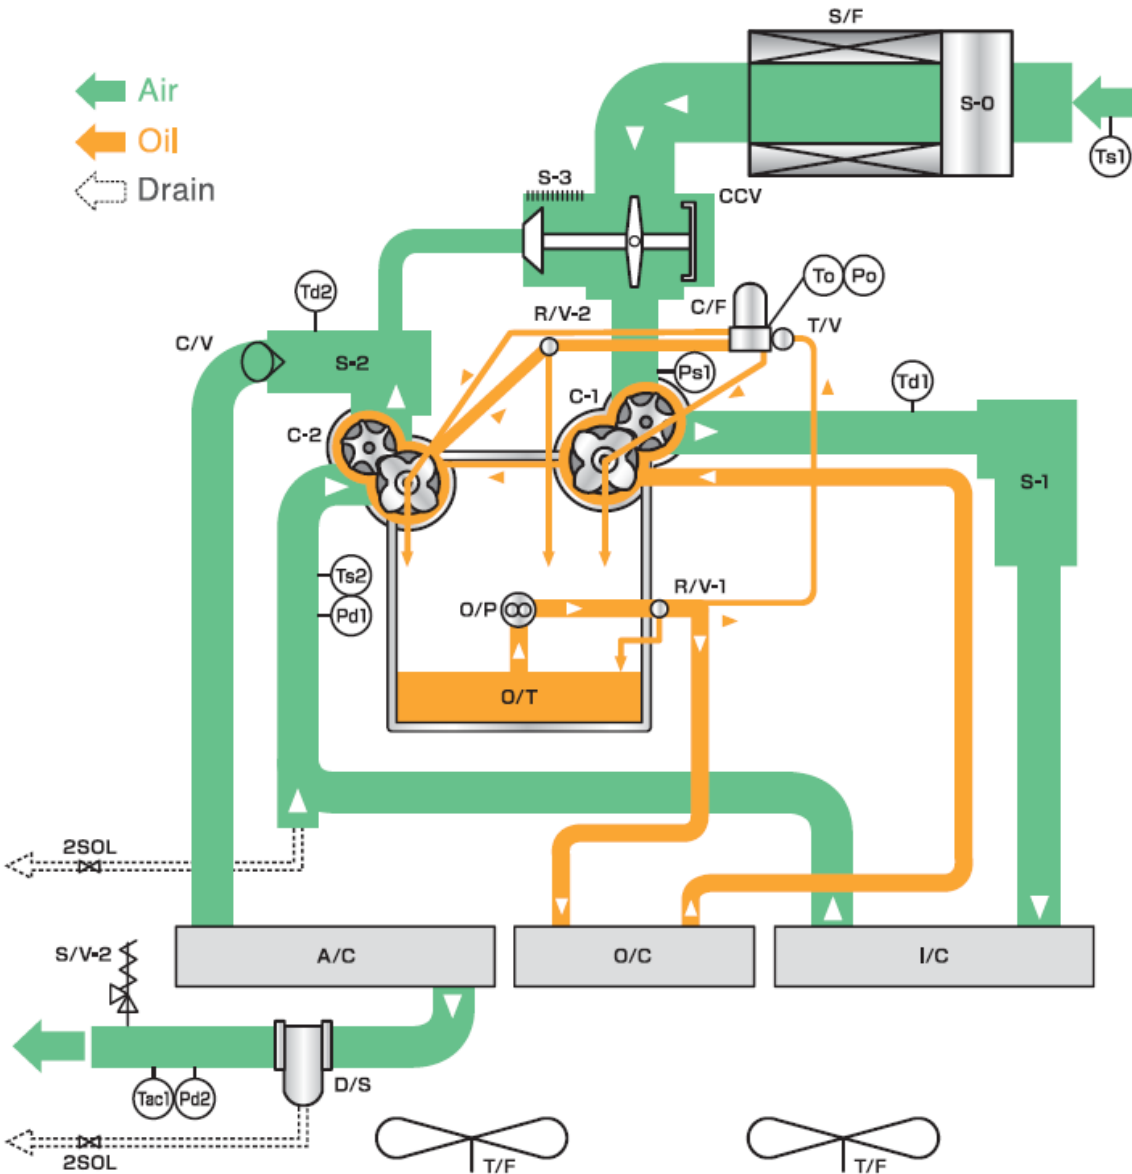 S/F
Air
S-0
Oil
Ts1
S-3
Drain
CCV
To Po
Td2
C/F
R/V-2
T/V
C/V
S-2
Ps1
Td1
C-1
C-2
S-1
Ts2
R/V-1
O/P
Pd1
O/T
2SOL
S/V-2
A/C
O/C
I/C
D/S
Tac1 Pd2
2SOL
T/F
T/F